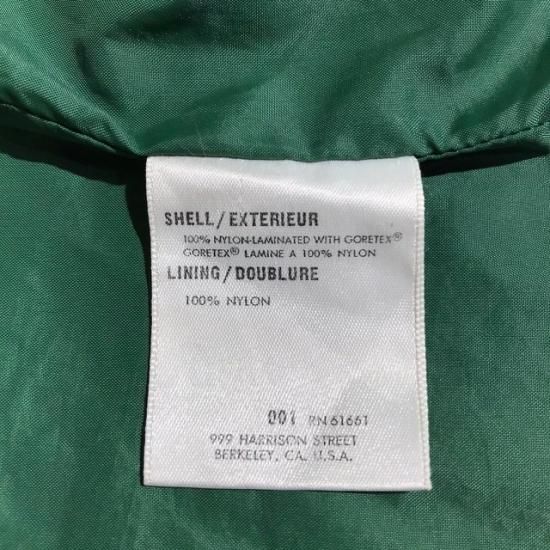 SHELL/EXTERIEUR
100% NYLON-LAMINATED WITH GORETEX®
GORETEX® LAMINE A 100% NYLON
LINING/DOUBLURE
100% NYLON
001 RN 61661
999 HARRISON STREET
BERKELEY, CA. U.S.A.